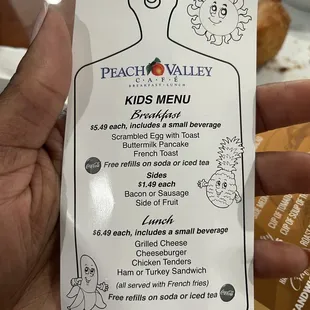 PEACH VALLEY
CAFÉ
BREAKFAST • LUNCH
KIDS MENU
Breakfast
$5.49 each, includes a small beverage
Scrambled Egg with Toast
Buttermilk Pancake
French Toast
Free refills on soda or iced tea
Sides
$1.49 each
Bacon or Sausage
Side of Fruit
Lunch
$6.49 each, includes a small beverage
Grilled Cheese
Cheeseburger
Chicken Tenders
Ham or Turkey Sandwich
(all served with French fries)
Free refills on soda or iced tea